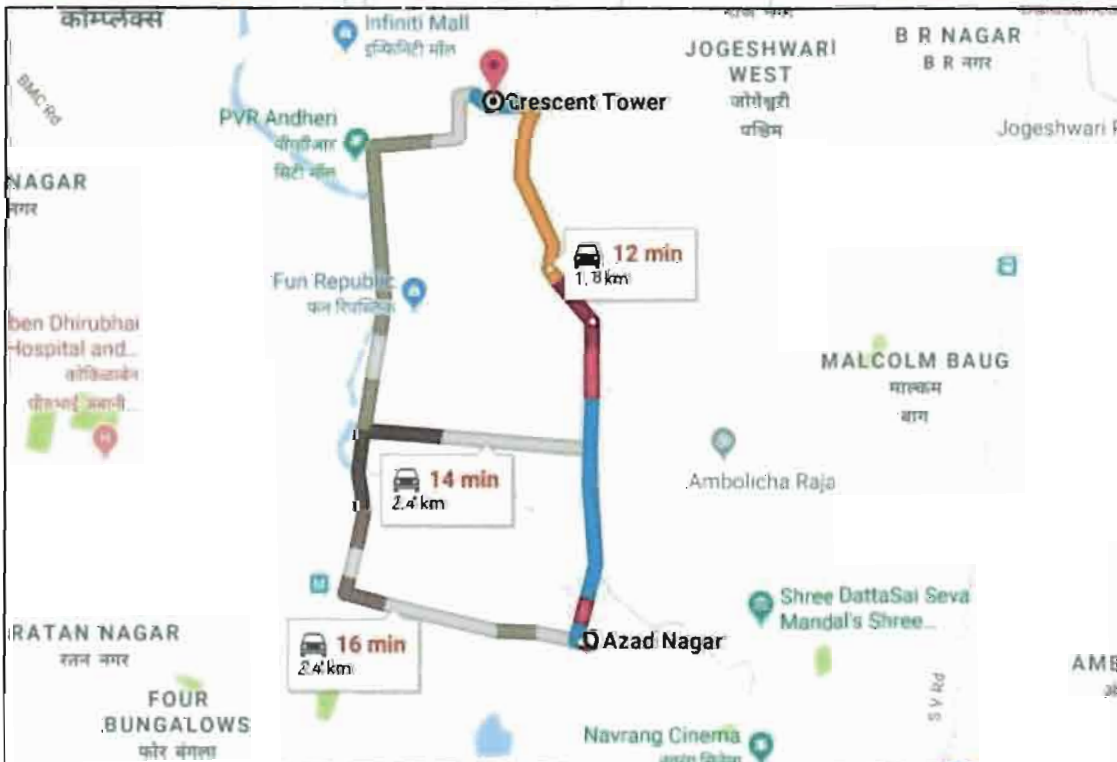 कॉम्प्लेक्स
Infiniti Mall
इन्फिनिटी मॉल
BMC Rd
PVR Andheri
पीव्हीआर
सिटी मॉल
Crescent Tower
JOGESHWARI
WEST
जोगेश्वरी
पश्चिम
B R NAGAR
B R नगर
Jogeshwari
NAGAR
नगर
12 min
1.8 km
Fun Republic
फन रिपब्लिक
ben Dhirubhai
Hospital and...
कोकिळाबेन
MALCOLM BAUG
माल्कम
बाग
14 min
2.4 km
Ambolicha Raja
Shree DattaSai Seva
Mandal's Shree...
RATAN NAGAR
रतन नगर
16 min
2.4 km
Azad Nagar
FOUR
BUNGALOWS
फोर बंगला
S V Rd
AMB
Navrang Cinema